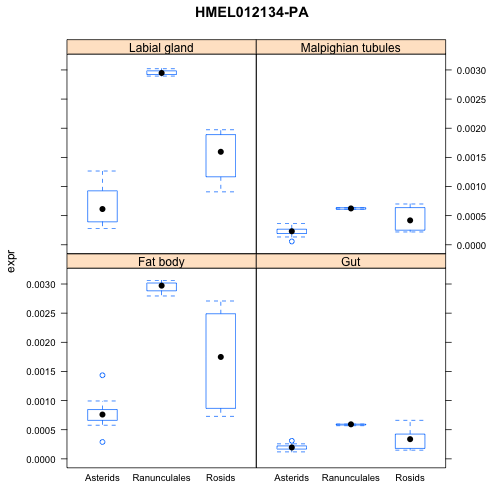 HMEL012134-PA
Labial gland
Malpighian tubules
0.0030
0.0025
0.0020
0.0015
0.0010
0.0005
0.0000
expr
Fat body
Gut
0.0030
0.0025
0.0020
0.0015
0.0010
0.0005
0.0000
Asterids Ranunculales Rosids Asterids Ranunculales Rosids